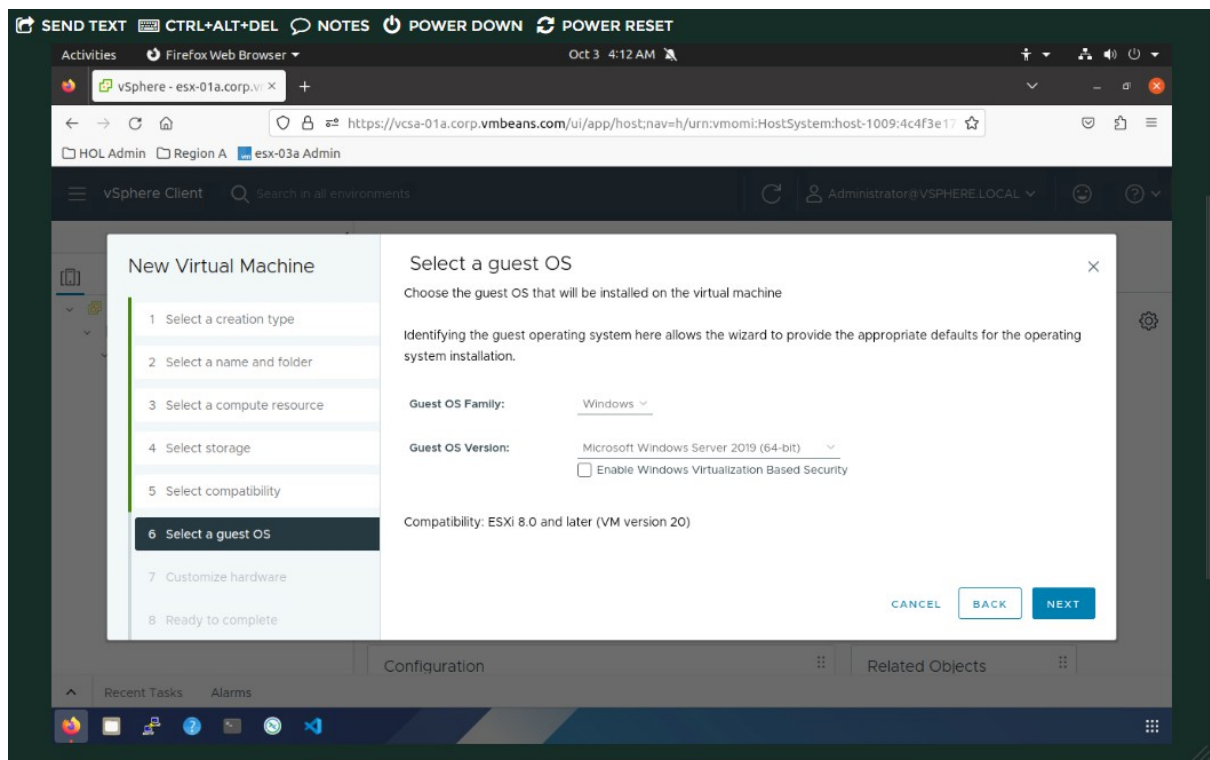 SEND TEXT CTRL+ALT+DEL NOTES POWER DOWN POWER RESET
Activities Firefox Web Browser Oct 3 4:12 AM
vSphere - esx-01a.corp.v
https://vcsa-01a.corp.vmbeans.com/ui/app/host;nav=h/urn:vmomi:HostSystem:host-1009:4c4f3e17
HOL Admin Region A vm esx-03a Admin
vSphere Client Search in all environments Administrator@VSPHERE.LOCAL
New Virtual Machine
1 Select a creation type
2 Select a name and folder
3 Select a compute resource
4 Select storage
5 Select compatibility
6 Select a guest OS
7 Customize hardware
8 Ready to complete
Select a guest OS
Choose the guest OS that will be installed on the virtual machine
Identifying the guest operating system here allows the wizard to provide the appropriate defaults for the operating
system installation.
Guest OS Family: Windows
Guest OS Version: Microsoft Windows Server 2019 (64-bit)
Enable Windows Virtualization Based Security
Compatibility: ESXi 8.0 and later (VM version 20)
CANCEL BACK NEXT
Configuration Related Objects
Recent Tasks Alarms